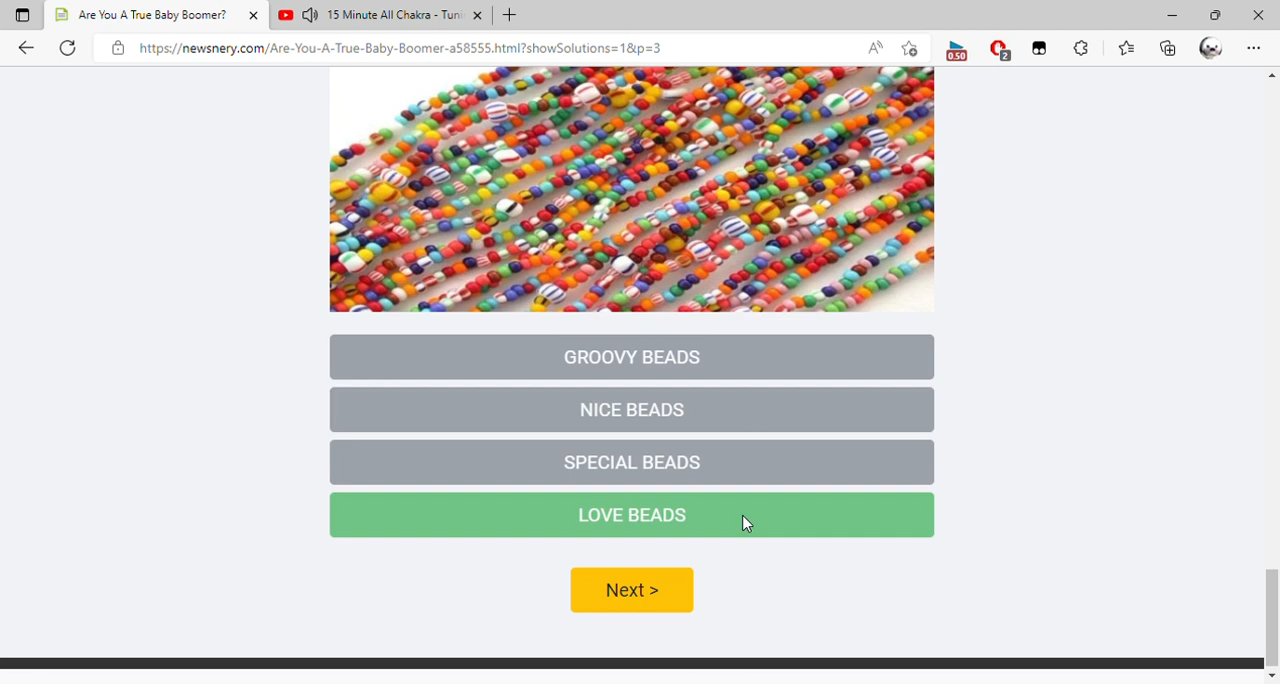 Are You A True Baby Boomer?
15 Minute All Chakra - Tuni
https://newsnery.com/Are-You-A-True-Baby-Boomer-a58555.html?showSolutions=1&p=3
0.50
2
GROOVY BEADS
NICE BEADS
SPECIAL BEADS
LOVE BEADS
Next >